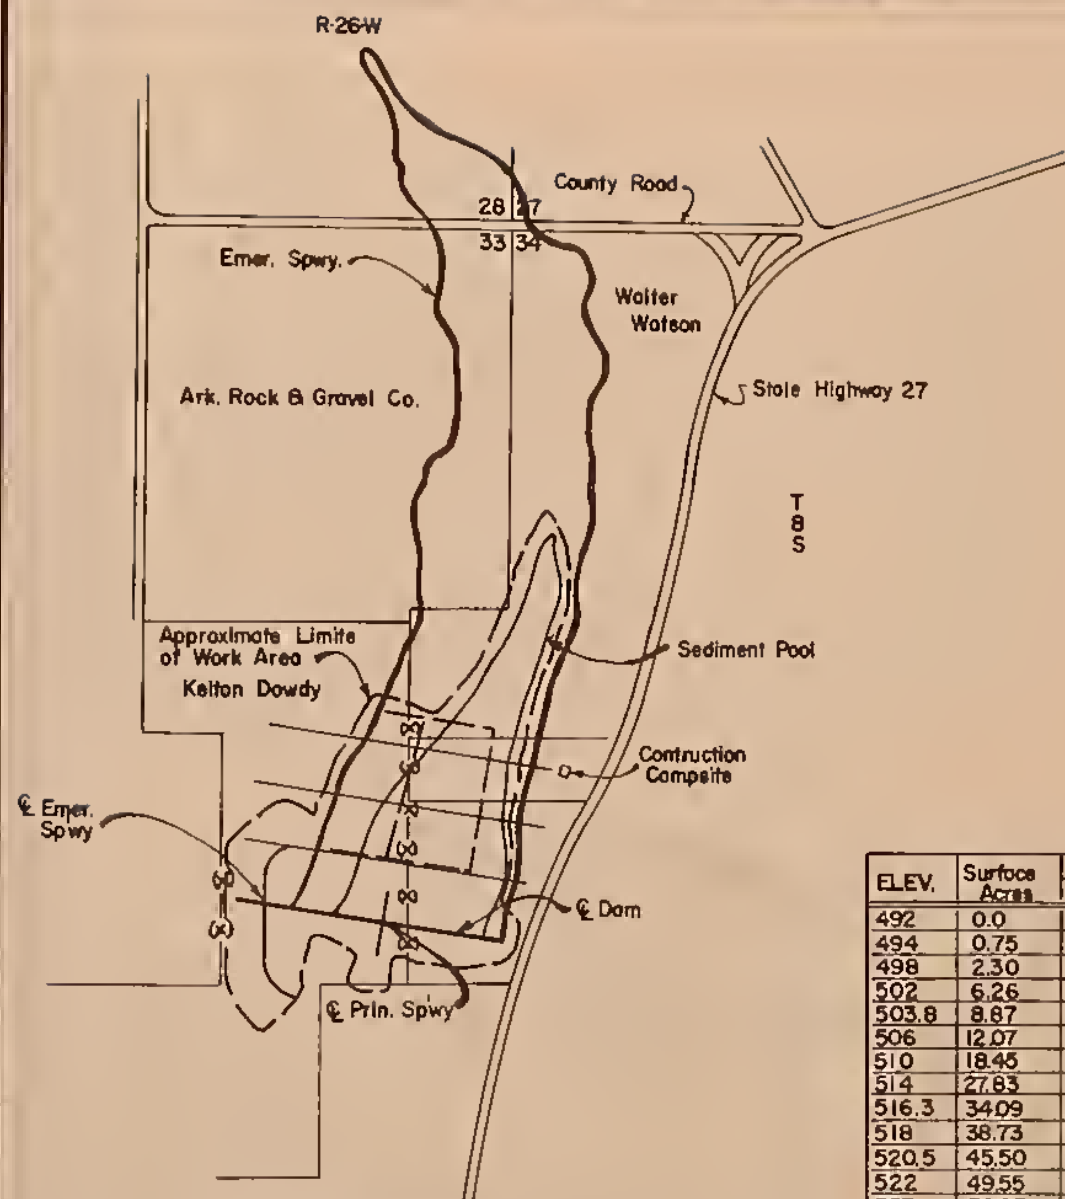 R-26-W
County Road
28 27
33 34
Emer. Spwy.
Walter
Watson
Ark. Rock & Gravel Co.
State Highway 27
T
8
S
Approximate Limits
of Work Area
Kelton Dowdy
Sediment Pool
Contruction
Campsite
℄ Emer.
Spwy
℄ Dam
℄ Prin. Spwy
ELEV. Surface
Acres
492 0.0
494 0.75
498 2.30
502 6.26
503.8 8.87
506 12.07
510 18.45
514 27.83
516.3 34.09
518 38.73
520.5 45.50
522 49.55